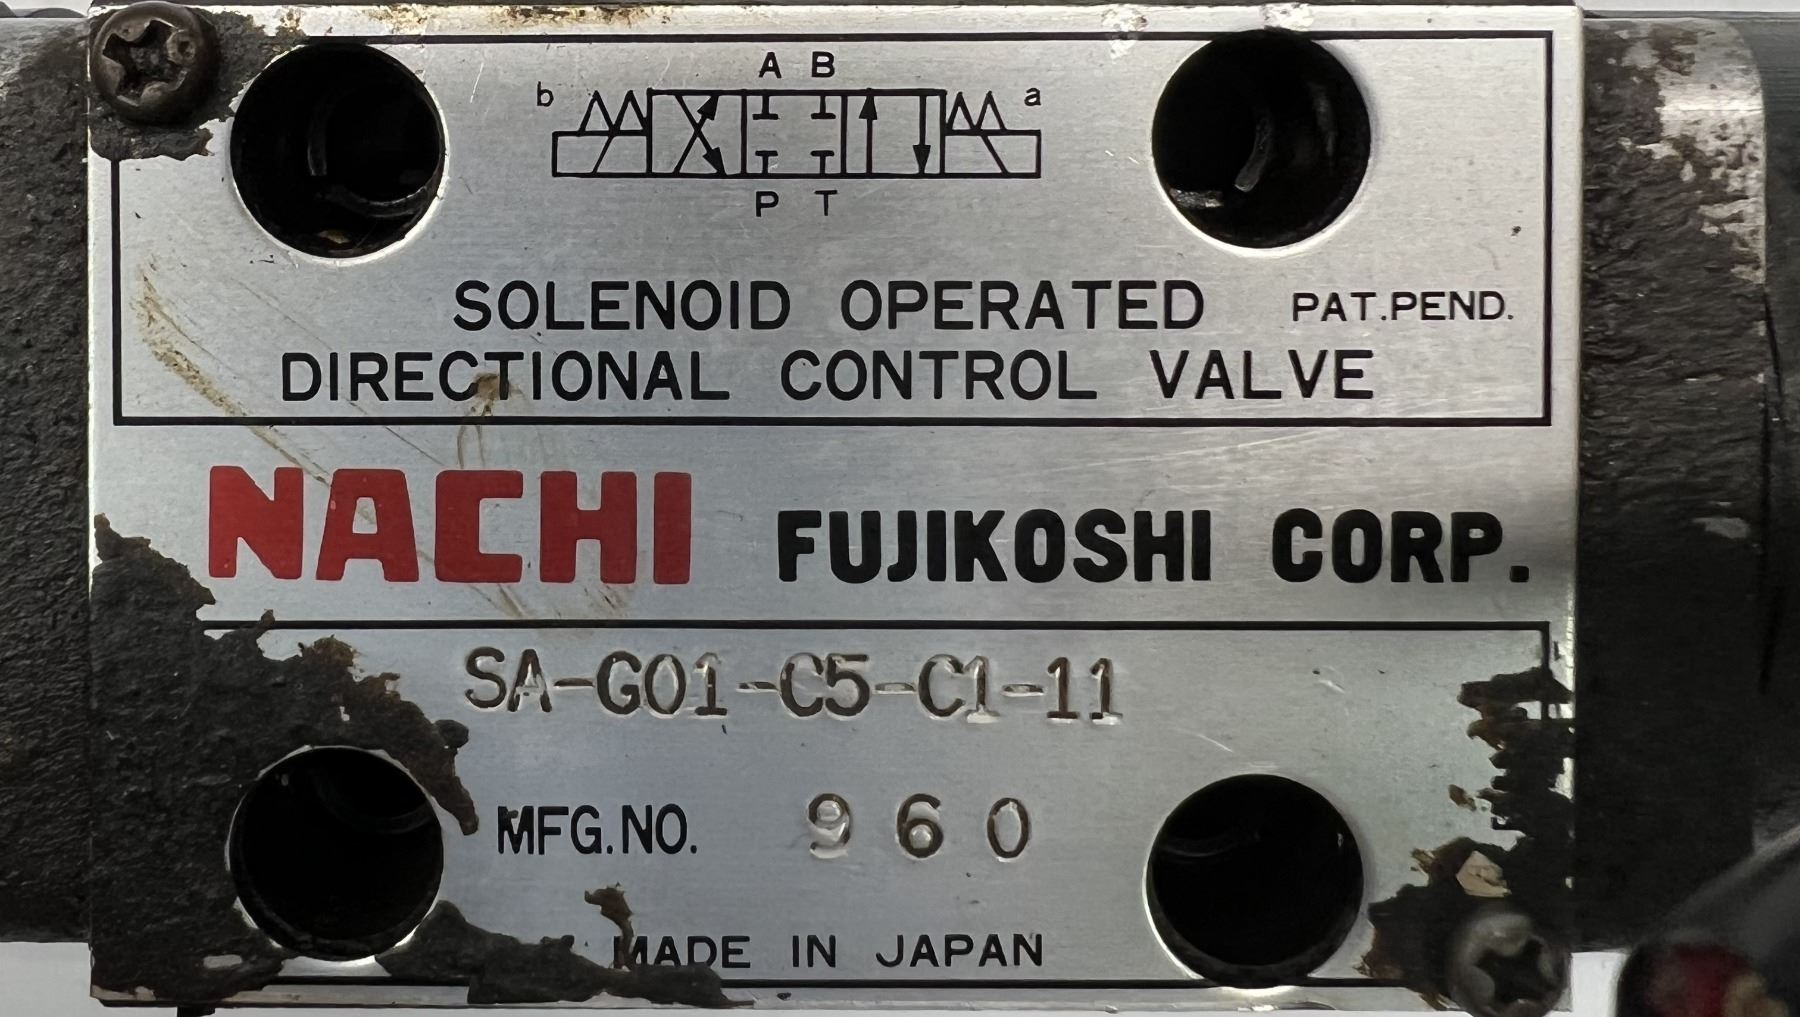 A B
b a
P T
SOLENOID OPERATED PAT.PEND.
DIRECTIONAL CONTROL VALVE
NACHI FUJIKOSHI CORP.
SA-G01-C5-C1-11
MFG.NO. 960
MADE IN JAPAN